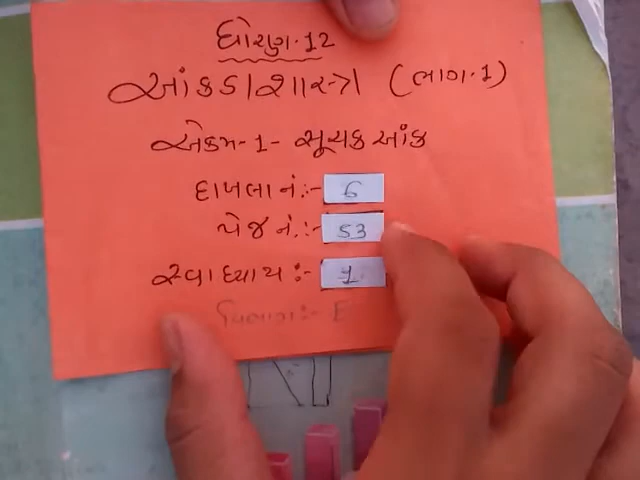 ધોરણ.12
આંકડાશાસ્ત્ર (ભાગ.1)
એકમ-1- સૂચક આંક
દાખલા નં.:- 6
પેજ નં.:- 53
સ્વાધ્યાય:- 1
વિભાગ:- E